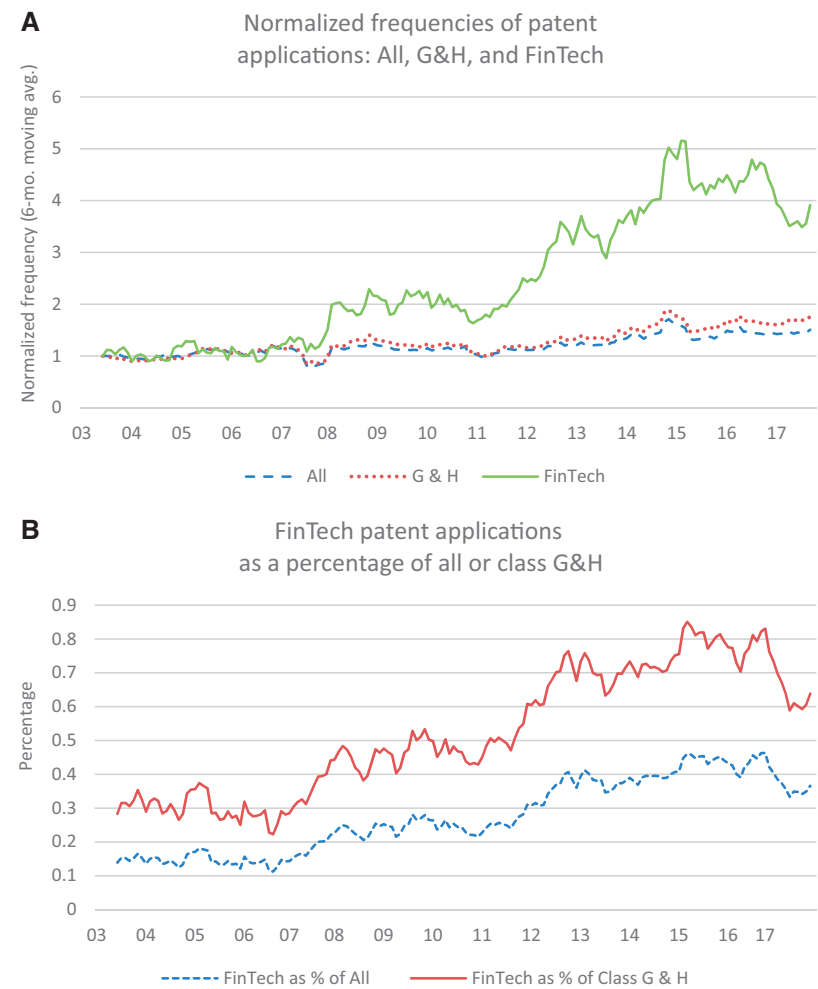 A
Normalized frequencies of patent
applications: All, G&H, and FinTech
Normalized frequency (6-mo. moving avg.)
6
5
4
3
2
1
0
03 04 05 06 07 08 09 10 11 12 13 14 15 16 17
All G & H FinTech
B
FinTech patent applications
as a percentage of all or class G&H
Percentage
0.9
0.8
0.7
0.6
0.5
0.4
0.3
0.2
0.1
0
03 04 05 06 07 08 09 10 11 12 13 14 15 16 17
FinTech as % of All FinTech as % of Class G & H